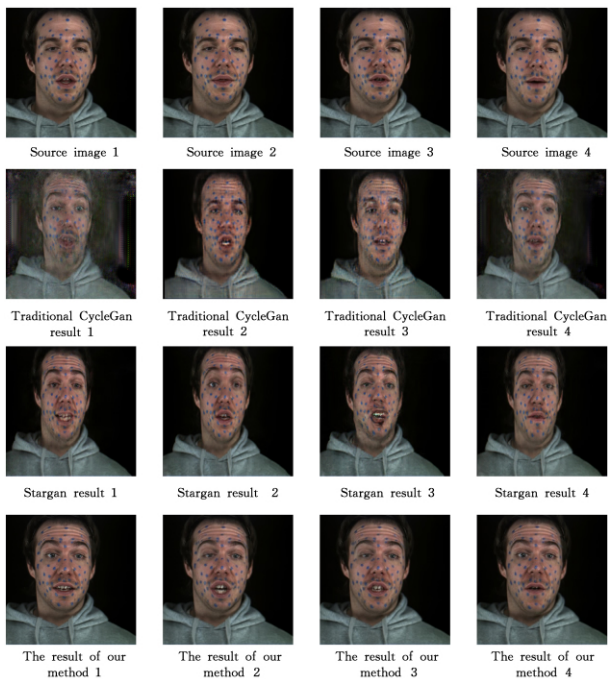 Source image 1
Source image 2
Source image 3
Source image 4
Traditional CycleGan
result 1
Traditional CycleGan
result 2
Traditional CycleGan
result 3
Traditional CycleGan
result 4
Stargan result 1
Stargan result 2
Stargan result 3
Stargan result 4
The result of our
method 1
The result of our
method 2
The result of our
method 3
The result of our
method 4